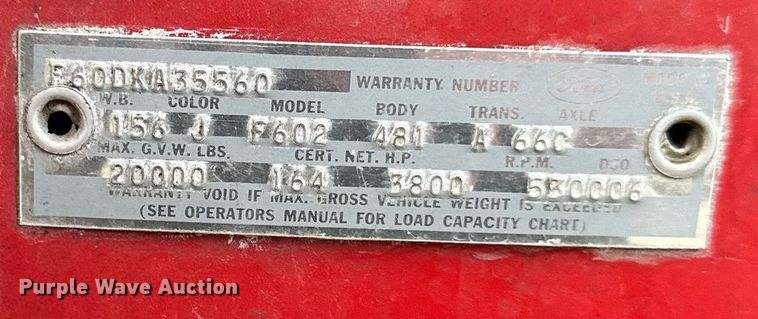 F60DKA35560 WARRANTY NUMBER Ford MADE
W.B. COLOR MODEL BODY TRANS. AXLE
156 J F602 481 A 66C
MAX. G.V.W. LBS. CERT. NET. H.P. R.P.M. DSO
20000 164 3800 530006
WARRANTY VOID IF MAX. GROSS VEHICLE WEIGHT IS EXCEEDED
(SEE OPERATORS MANUAL FOR LOAD CAPACITY CHART)
Purple Wave Auction